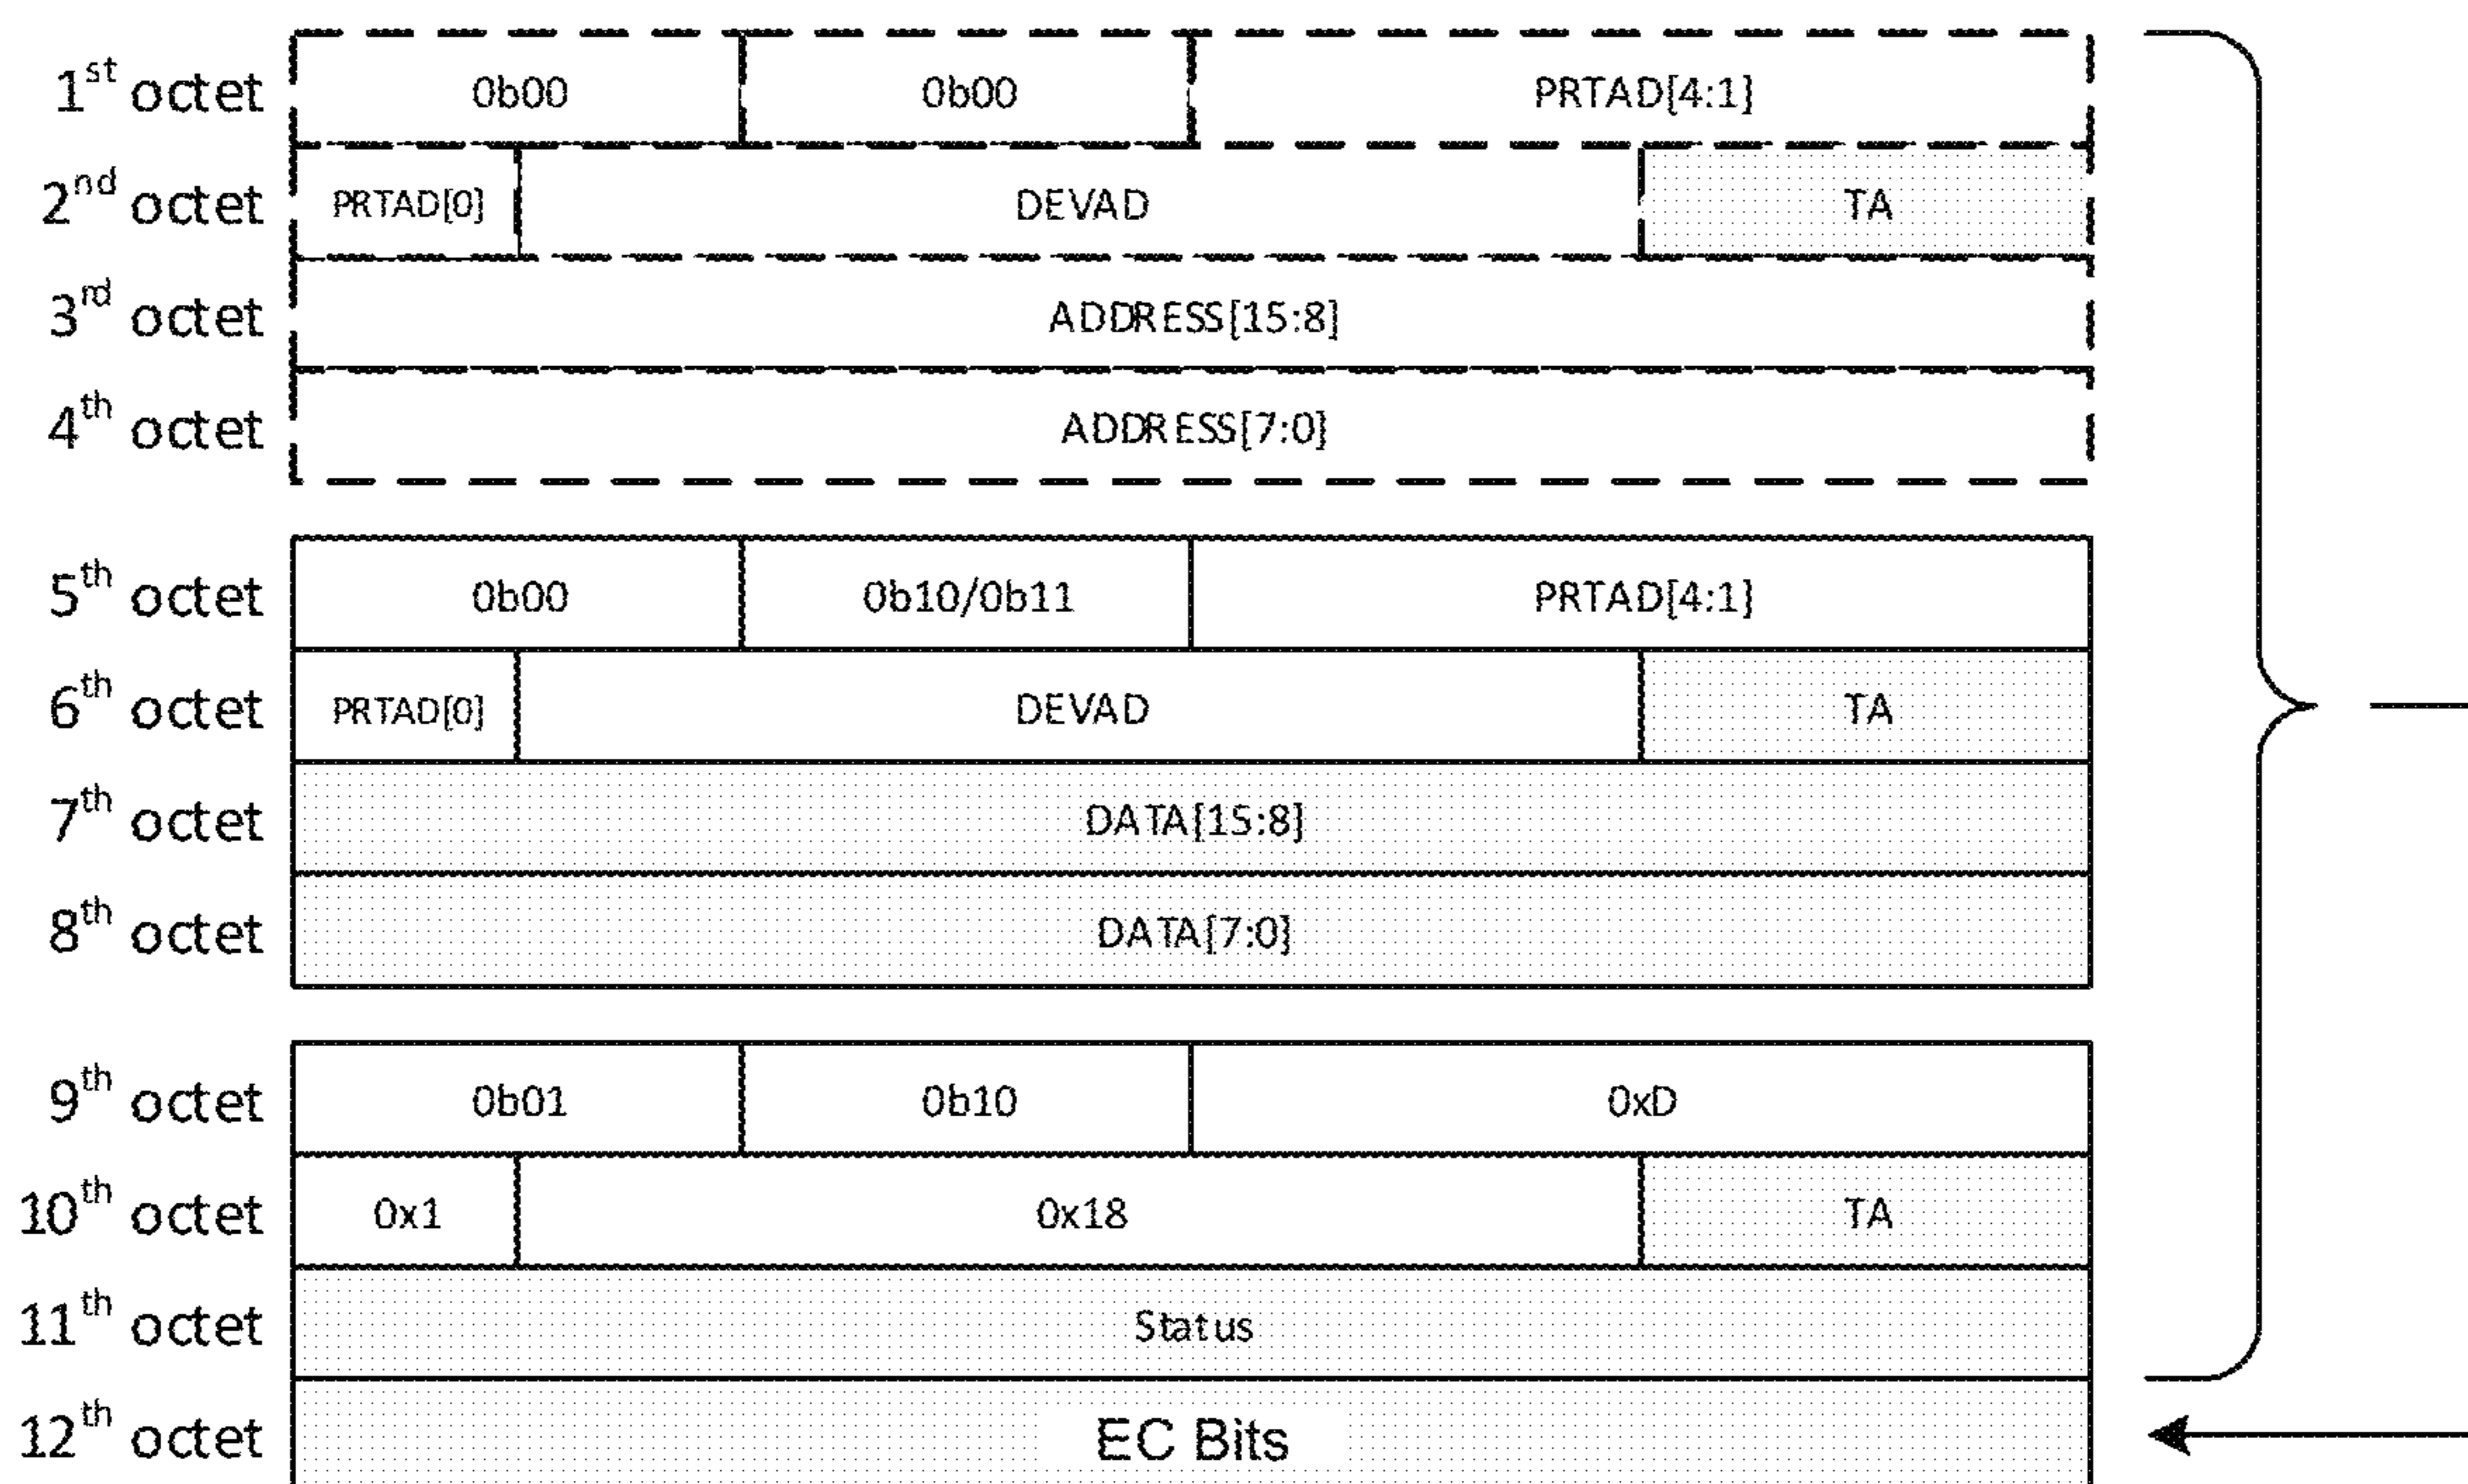 1st octet 0b00 0b00 PRTAD[4:1]
2nd octet PRTAD[0] DEVAD TA
3rd octet ADDRESS[15:8]
4th octet ADDRESS[7:0]
5th octet 0b00 0b10/0b11 PRTAD[4:1]
6th octet PRTAD[0] DEVAD TA
7th octet DATA[15:8]
8th octet DATA[7:0]
9th octet 0b01 0b10 0xD
10th octet 0x1 0x18 TA
11th octet Status
12th octet EC Bits